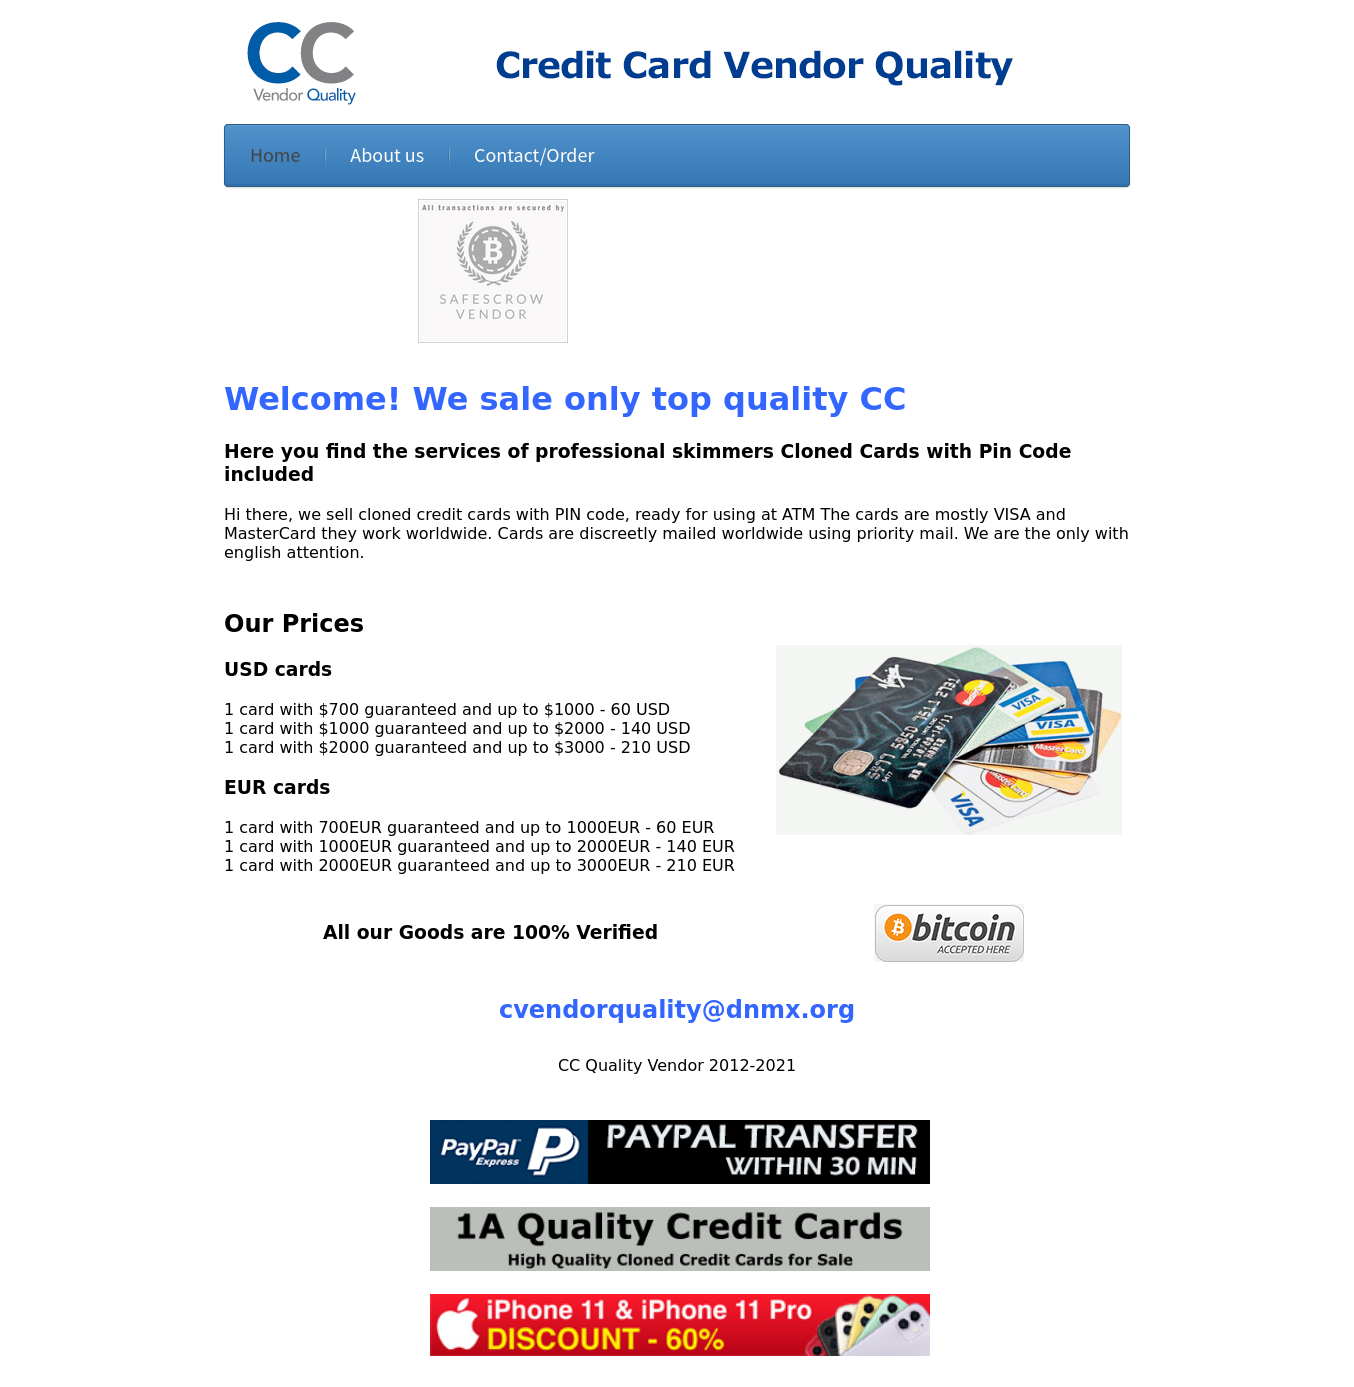 CC
Vendor Quality
Credit Card Vendor Quality
Home
About us
Contact/Order
All transactions are secured by
SAFESCROW
VENDOR
Welcome! We sale only top quality CC
Here you find the services of professional skimmers Cloned Cards with Pin Code
included
Hi there, we sell cloned credit cards with PIN code, ready for using at ATM The cards are mostly VISA and
MasterCard they work worldwide. Cards are discreetly mailed worldwide using priority mail. We are the only with
english attention.
Our Prices
USD cards
1 card with $700 guaranteed and up to $1000 - 60 USD
1 card with $1000 guaranteed and up to $2000 - 140 USD
1 card with $2000 guaranteed and up to $3000 - 210 USD
EUR cards
1 card with 700EUR guaranteed and up to 1000EUR - 60 EUR
1 card with 1000EUR guaranteed and up to 2000EUR - 140 EUR
1 card with 2000EUR guaranteed and up to 3000EUR - 210 EUR
Virgin
MasterCard
VISA
VISA
MasterCard
VISA
All our Goods are 100% Verified
bitcoin
ACCEPTED HERE
cvendorquality@dnmx.org
CC Quality Vendor 2012-2021
PayPal
Express
PAYPAL TRANSFER
WITHIN 30 MIN
1A Quality Credit Cards
High Quality Cloned Credit Cards for Sale
iPhone 11 & iPhone 11 Pro
DISCOUNT - 60%